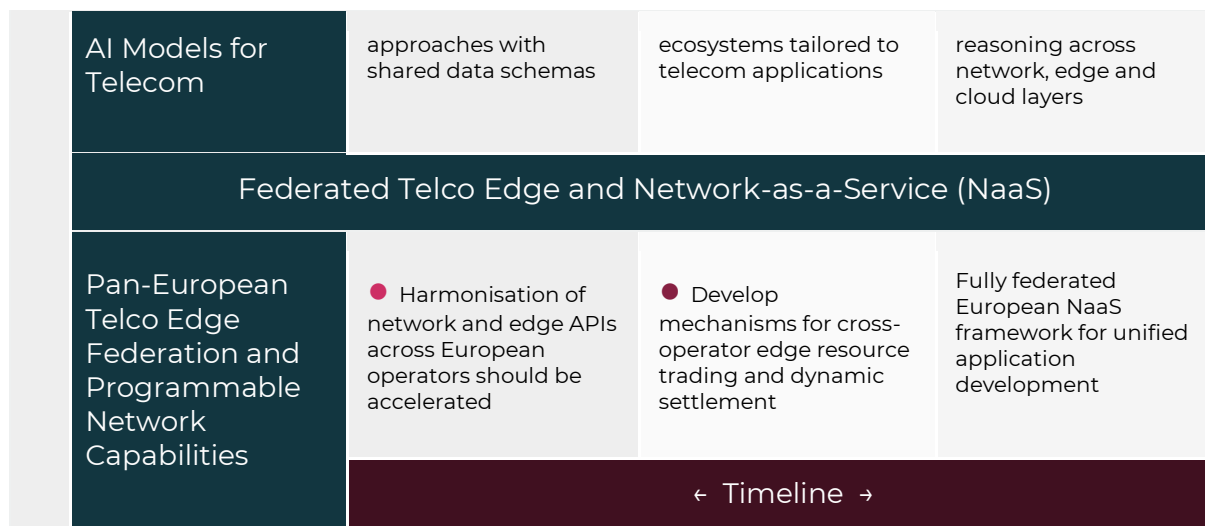 AI Models for
Telecom
approaches with
shared data schemas
ecosystems tailored to
telecom applications
reasoning across
network, edge and
cloud layers
Federated Telco Edge and Network-as-a-Service (NaaS)
Pan-European
Telco Edge
Federation and
Programmable
Network
Capabilities
Harmonisation of
network and edge APIs
across European
operators should be
accelerated
Develop
mechanisms for cross-
operator edge resource
trading and dynamic
settlement
Fully federated
European NaaS
framework for unified
application
development
← Timeline →